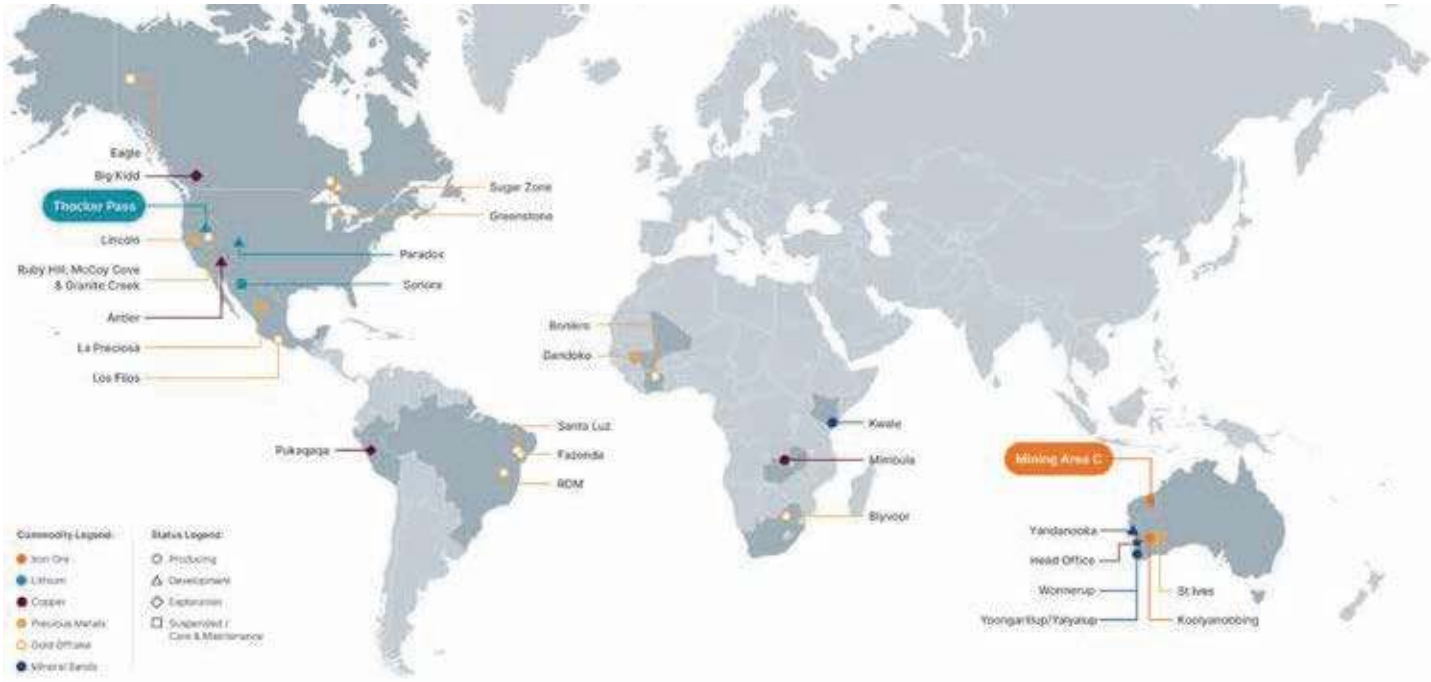 Eagle
Big Kidd
Thacker Pass
Lincoln
Ruby Hill, McCoy Cove
& Granite Creek
Antler
La Preciosa
Los Filos
Sugar Zone
Greenstone
Paradox
Sonora
Bonikro
Dandoko
Pukaqaqa
Santa Luz
Fazenda
RDM
Kwale
Mimbula
Blyvoor
Mining Area C
Yandanooka
Head Office
Wonnerup
Yoongarillup/Yalyalup
St Ives
Koolyanobbing
Commodity Legend:
Iron Ore
Lithium
Copper
Precious Metals
Gold Offtake
Mineral Sands
Status Legend:
Producing
Development
Exploration
Suspended /
Care & Maintenance